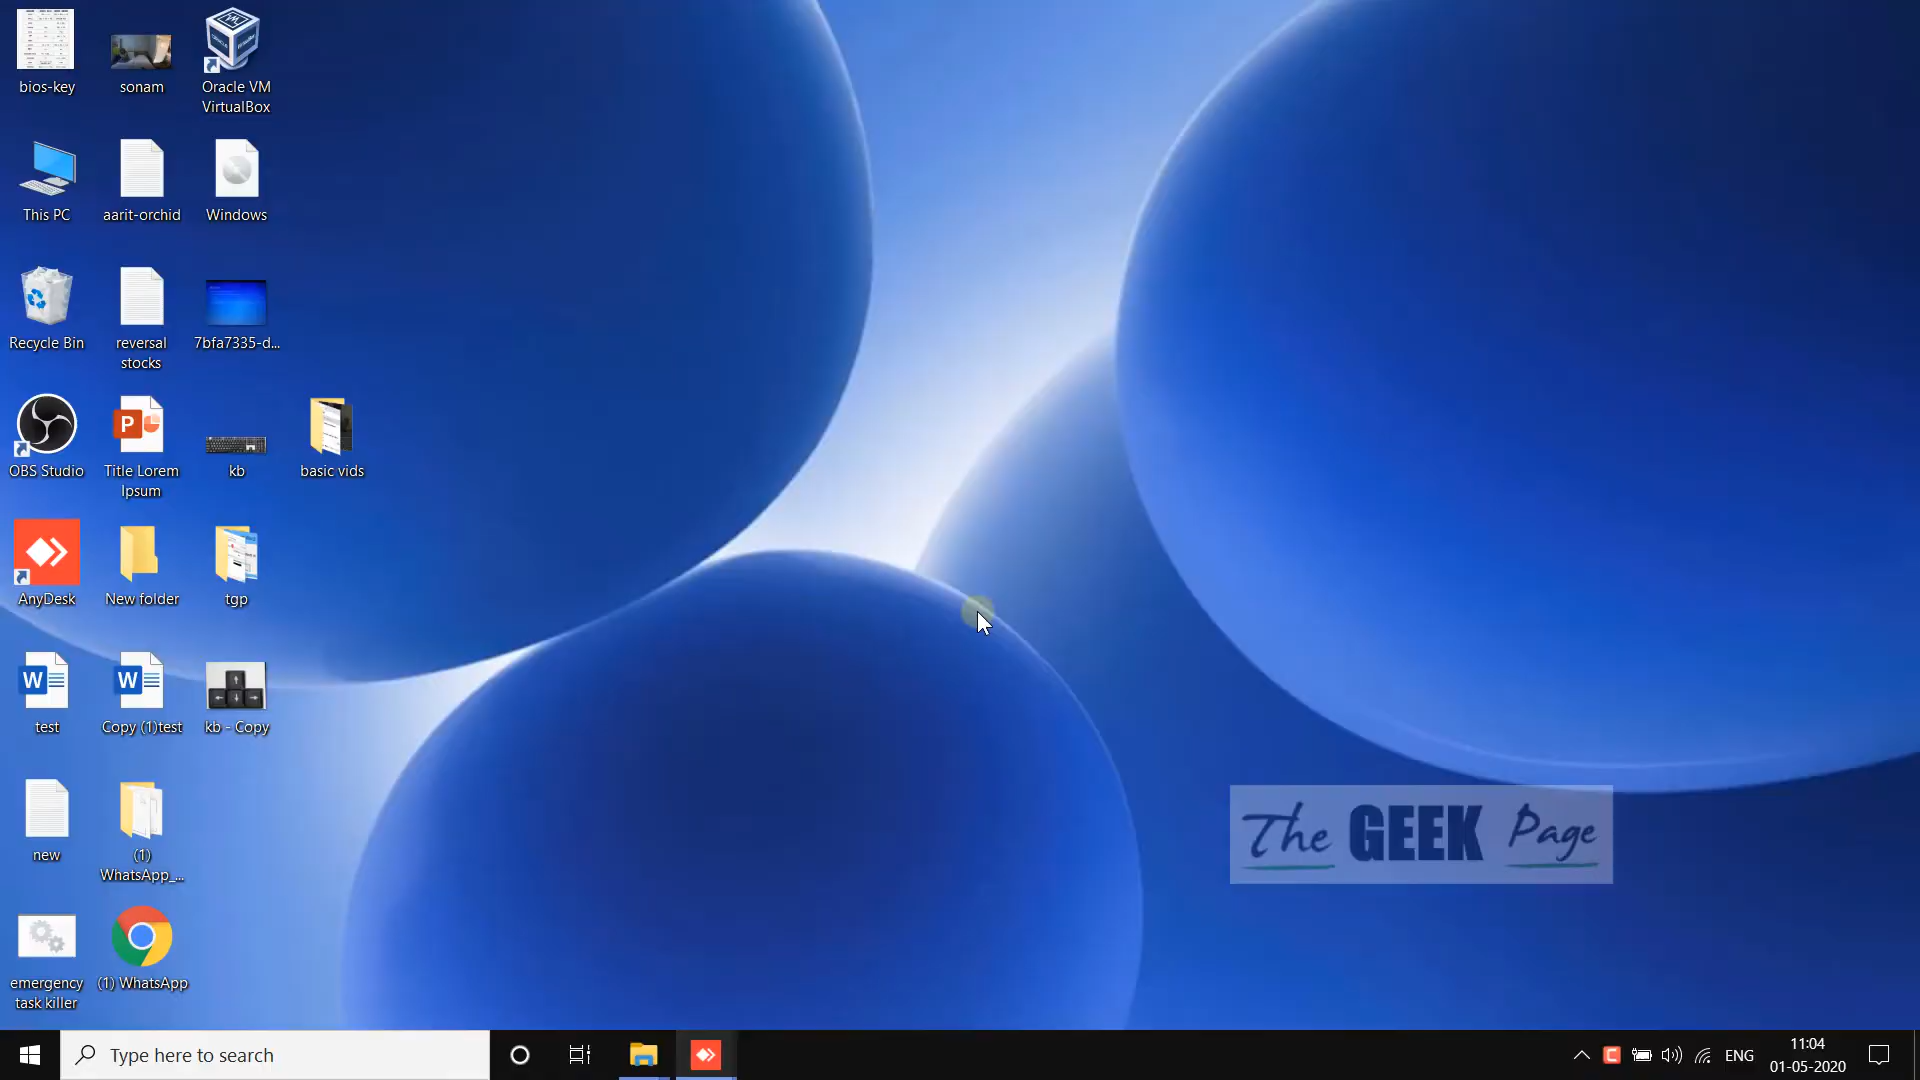 bios-key
sonam
Oracle VM
VirtualBox
This PC
aarit-orchid
Windows
Recycle Bin
reversal
stocks
7bfa7335-d...
OBS Studio
P
Title Lorem
Ipsum
kb
basic vids
AnyDesk
New folder
tgp
W
test
W
Copy (1)test
kb - Copy
new
(1)
WhatsApp_...
emergency
task killer
(1) WhatsApp
The GEEK Page
Type here to search
ENG
11:04
01-05-2020